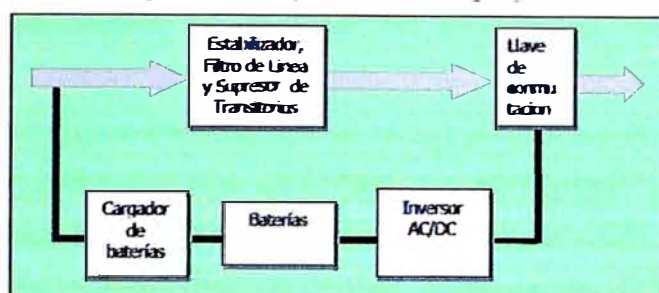 Estabilizador,
Filtro de Linea
y Supresor de
Transitorios
Llave
de
conmu
tacion
Cargador
de
baterías
Baterías
Inversor
AC/DC